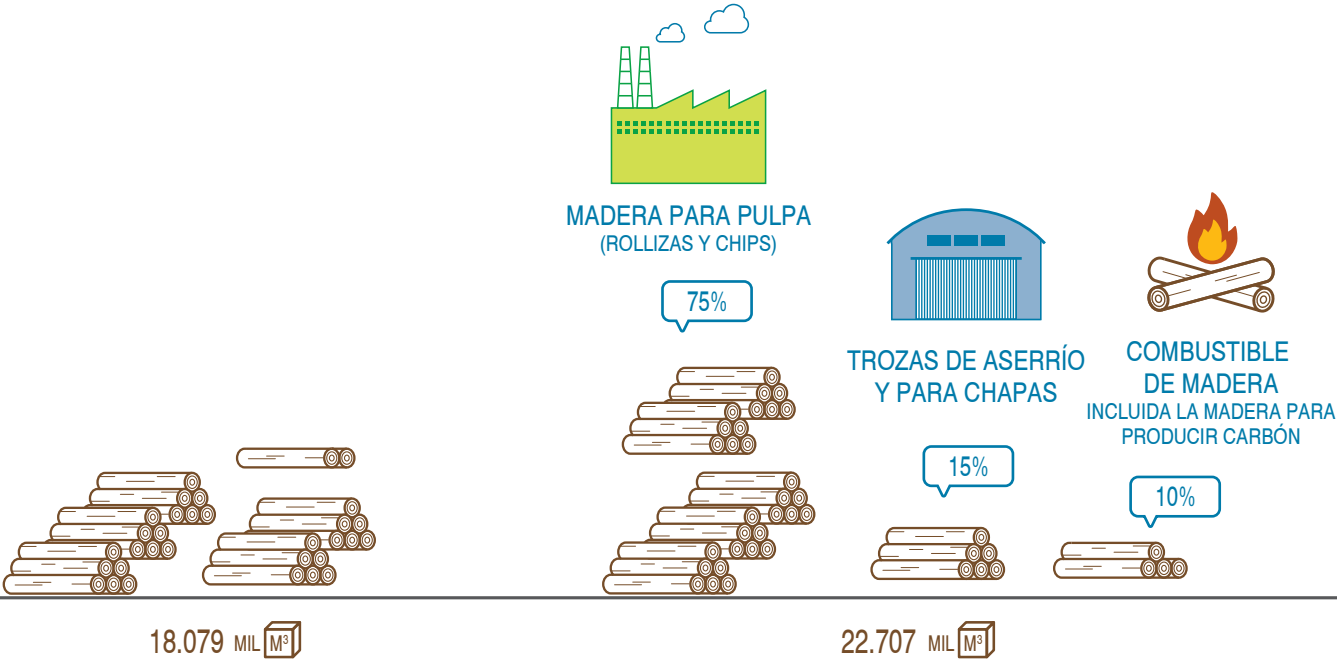 MADERA PARA PULPA
(ROLLIZAS Y CHIPS)
75%
TROZAS DE ASERRÍO
Y PARA CHAPAS
15%
COMBUSTIBLE
DE MADERA
INCLUIDA LA MADERA PARA
PRODUCIR CARBÓN
10%
18.079 MIL M³
22.707 MIL M³